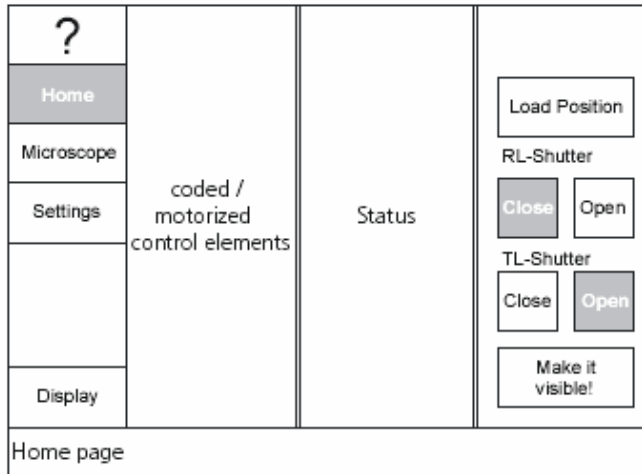 ?
Home
Microscope
Settings
Display
coded /
motorized
control elements
Status
Load Position
RL-Shutter
Close
Open
TL-Shutter
Close
Open
Make it
visible!
Home page